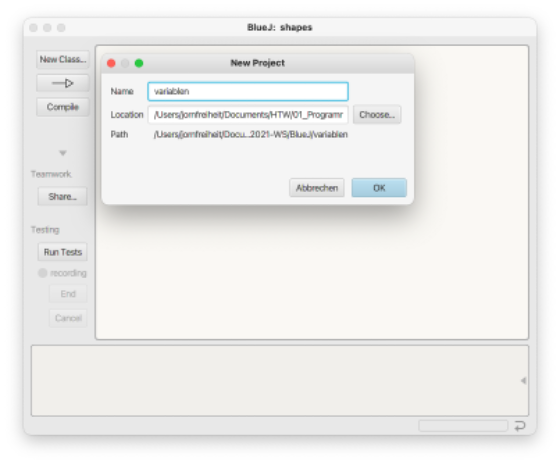 BlueJ: shapes
New Class...
Compile
Teamwork
Share...
Testing
Run Tests
recording
End
Cancel
New Project
Name variablen
Location /Users/jornfreiheit/Documents/HTW/01_Programr Choose...
Path /Users/jornfreiheit/Docu...2021-WS/BlueJ/variablen
Abbrechen OK